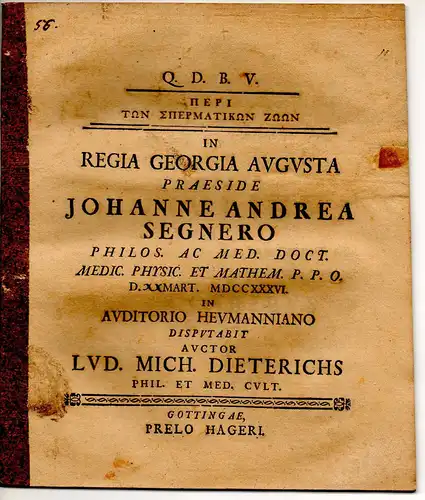 56.
11
Q. D. B. V.
ΠΕΡΙ
ΤΩΝ ΣΠΕΡΜΑΤΙΚΩΝ ΖΩΩΝ
IN
REGIA GEORGIA AVGVSTA
PRAESIDE
JOHANNE ANDREA
SEGNERO
PHILOS. AC MED. DOCT.
MEDIC. PHYSIC. ET MATHEM. P. P. O.
D. XX MART. MDCCXXXVI.
IN
AVDITORIO HEVMANNIANO
DISPVTABIT
AVCTOR
LVD. MICH. DIETERICHS
PHIL. ET MED. CVLT.
GOTTINGAE,
PRELO HAGERI.